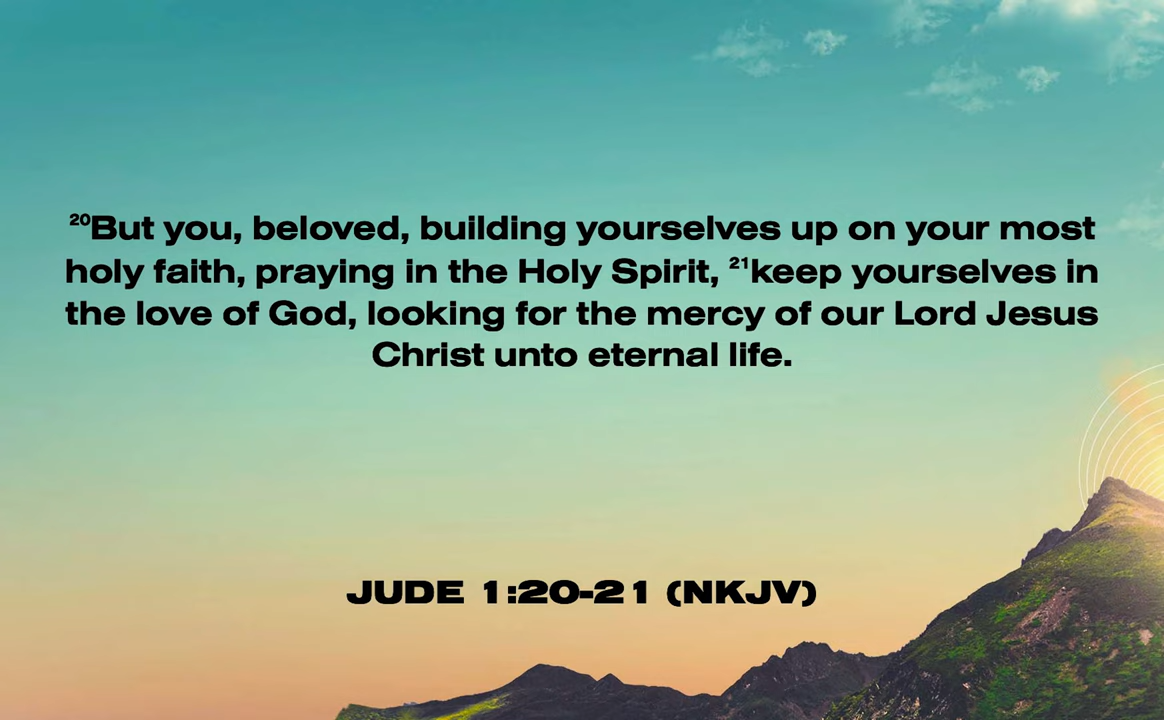 ²⁰But you, beloved, building yourselves up on your most
holy faith, praying in the Holy Spirit, ²¹keep yourselves in
the love of God, looking for the mercy of our Lord Jesus
Christ unto eternal life.
JUDE 1:20-21 (NKJV)